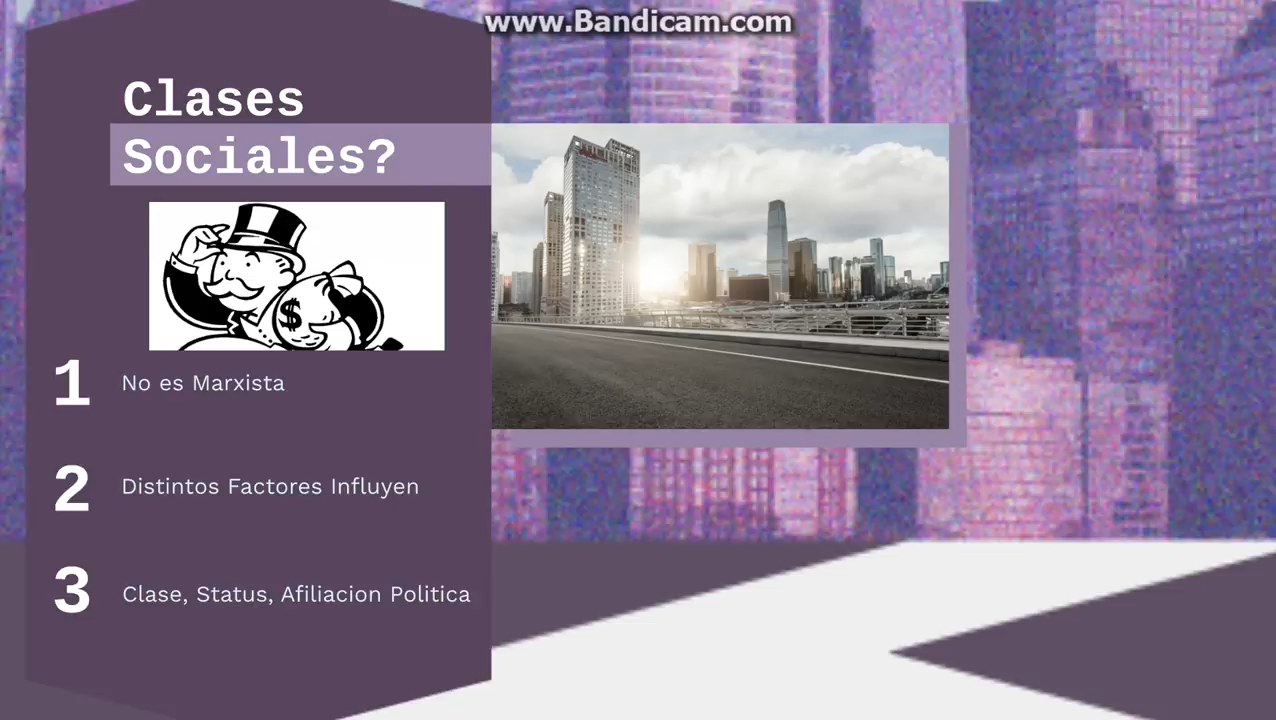 www.Bandicam.com
Clases
Sociales?
$
1 No es Marxista
2 Distintos Factores Influyen
3 Clase, Status, Afiliacion Politica